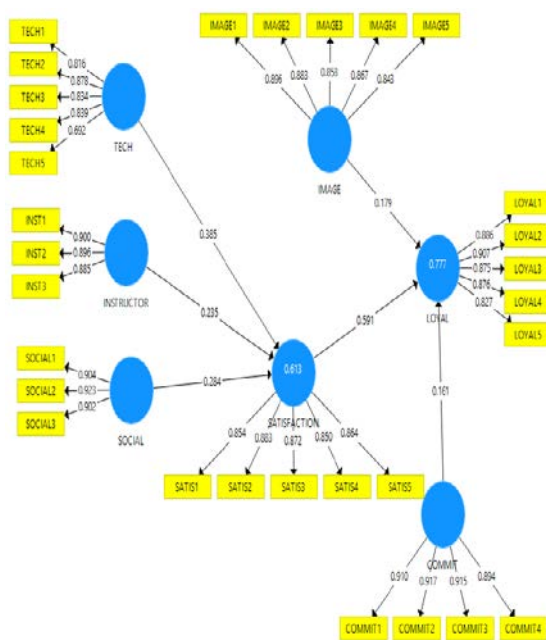 TECH1
TECH2
TECH3
TECH4
TECH5
0.816
0.878
0.834
0.839
0.692
TECH
IMAGE1
IMAGE2
IMAGE3
IMAGE4
IMAGE5
0.896
0.883
0.853
0.867
0.843
IMAGE
0.385
0.179
INST1
INST2
INST3
0.900
0.896
0.885
INSTRUCTOR
0.235
LOYAL1
LOYAL2
LOYAL3
LOYAL4
LOYAL5
0.886
0.907
0.875
0.876
0.827
0.777
LOYAL
0.591
SOCIAL1
SOCIAL2
SOCIAL3
0.904
0.923
0.902
SOCIAL
0.284
0.613
SATISFACTION
0.161
0.854
0.883
0.872
0.850
0.864
SATIS1
SATIS2
SATIS3
SATIS4
SATIS5
COMMIT
0.910
0.917
0.915
0.894
COMMIT1
COMMIT2
COMMIT3
COMMIT4